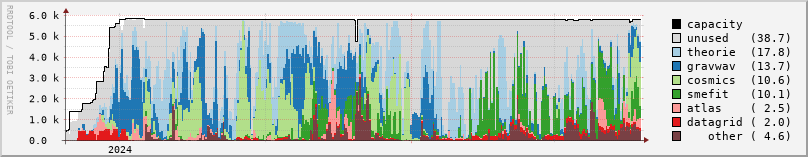 6.0 k
5.0 k
4.0 k
3.0 k
2.0 k
1.0 k
0.0
2024
capacity
unused (38.7)
theorie (17.8)
gravwav (13.7)
cosmics (10.6)
smefit (10.1)
atlas ( 2.5)
datagrid ( 2.0)
other ( 4.6)
RRDTOOL / TOBI OETIKER